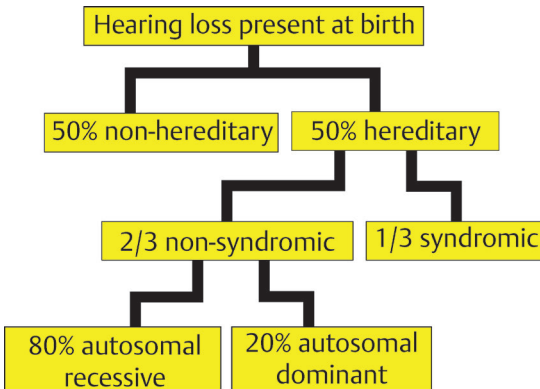 Hearing loss present at birth
50% non-hereditary
50% hereditary
2/3 non-syndromic
1/3 syndromic
80% autosomal
recessive
20% autosomal
dominant